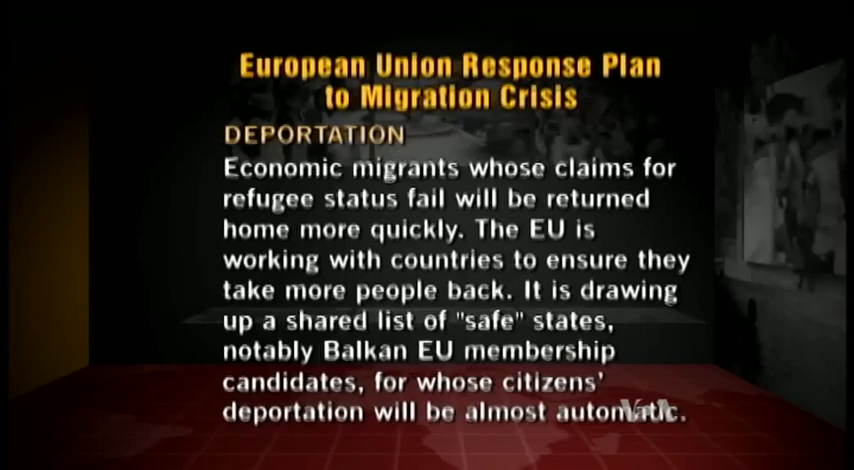 European Union Response Plan
to Migration Crisis
DEPORTATION
Economic migrants whose claims for
refugee status fail will be returned
home more quickly. The EU is
working with countries to ensure they
take more people back. It is drawing
up a shared list of "safe" states,
notably Balkan EU membership
candidates, for whose citizens'
deportation will be almost automatic.
VOA